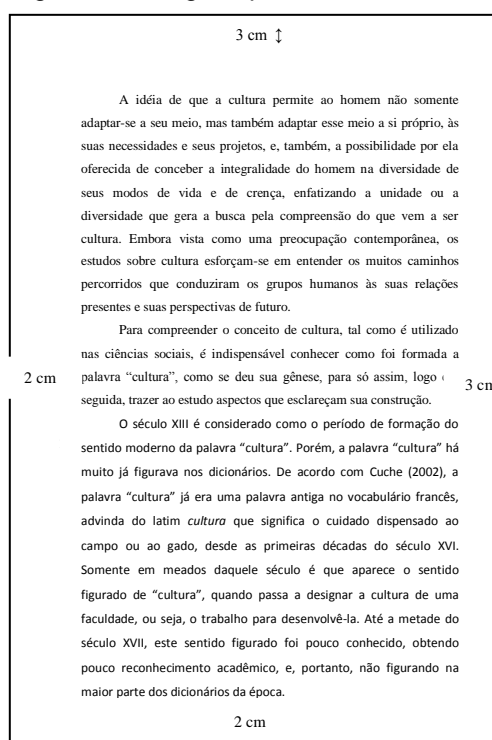 3 cm ↕
A idéia de que a cultura permite ao homem não somente
adaptar-se a seu meio, mas também adaptar esse meio a si próprio, às
suas necessidades e seus projetos, e, também, a possibilidade por ela
oferecida de conceber a integralidade do homem na diversidade de
seus modos de vida e de crença, enfatizando a unidade ou a
diversidade que gera a busca pela compreensão do que vem a ser
cultura. Embora vista como uma preocupação contemporânea, os
estudos sobre cultura esforçam-se em entender os muitos caminhos
percorridos que conduziram os grupos humanos às suas relações
presentes e suas perspectivas de futuro.
Para compreender o conceito de cultura, tal como é utilizado
nas ciências sociais, é indispensável conhecer como foi formada a
2 cm
palavra “cultura”, como se deu sua gênese, para só assim, logo
3 cm
seguida, trazer ao estudo aspectos que esclareçam sua construção.
O século XIII é considerado como o período de formação do
sentido moderno da palavra “cultura”. Porém, a palavra “cultura” há
muito já figurava nos dicionários. De acordo com Cuche (2002), a
palavra “cultura” já era uma palavra antiga no vocabulário francês,
advinda do latim cultura que significa o cuidado dispensado ao
campo ou ao gado, desde as primeiras décadas do século XVI.
Somente em meados daquele século é que aparece o sentido
figurado de “cultura”, quando passa a designar a cultura de uma
faculdade, ou seja, o trabalho para desenvolvê-la. Até a metade do
século XVII, este sentido figurado foi pouco conhecido, obtendo
pouco reconhecimento acadêmico, e, portanto, não figurando na
maior parte dos dicionários da época.
2 cm